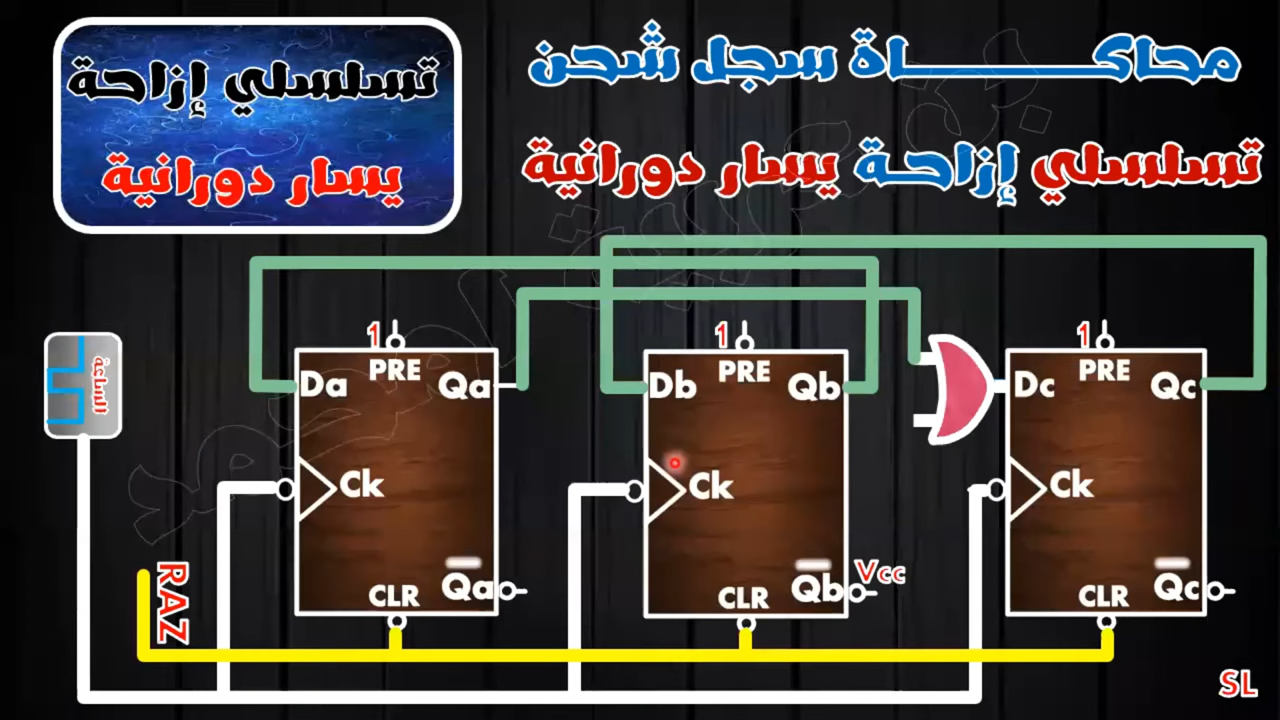 محاكـــــــاة سجل شحن
تسلسلي إزاحة يسار دورانية
تسلسلي إزاحة
يسار دورانية
الساعة
1
PRE
Da
Qa
Ck
CLR
Qa
1
PRE
Db
Qb
Ck
CLR
Qb
Vcc
1
PRE
Dc
Qc
Ck
CLR
Qc
RAZ
SL